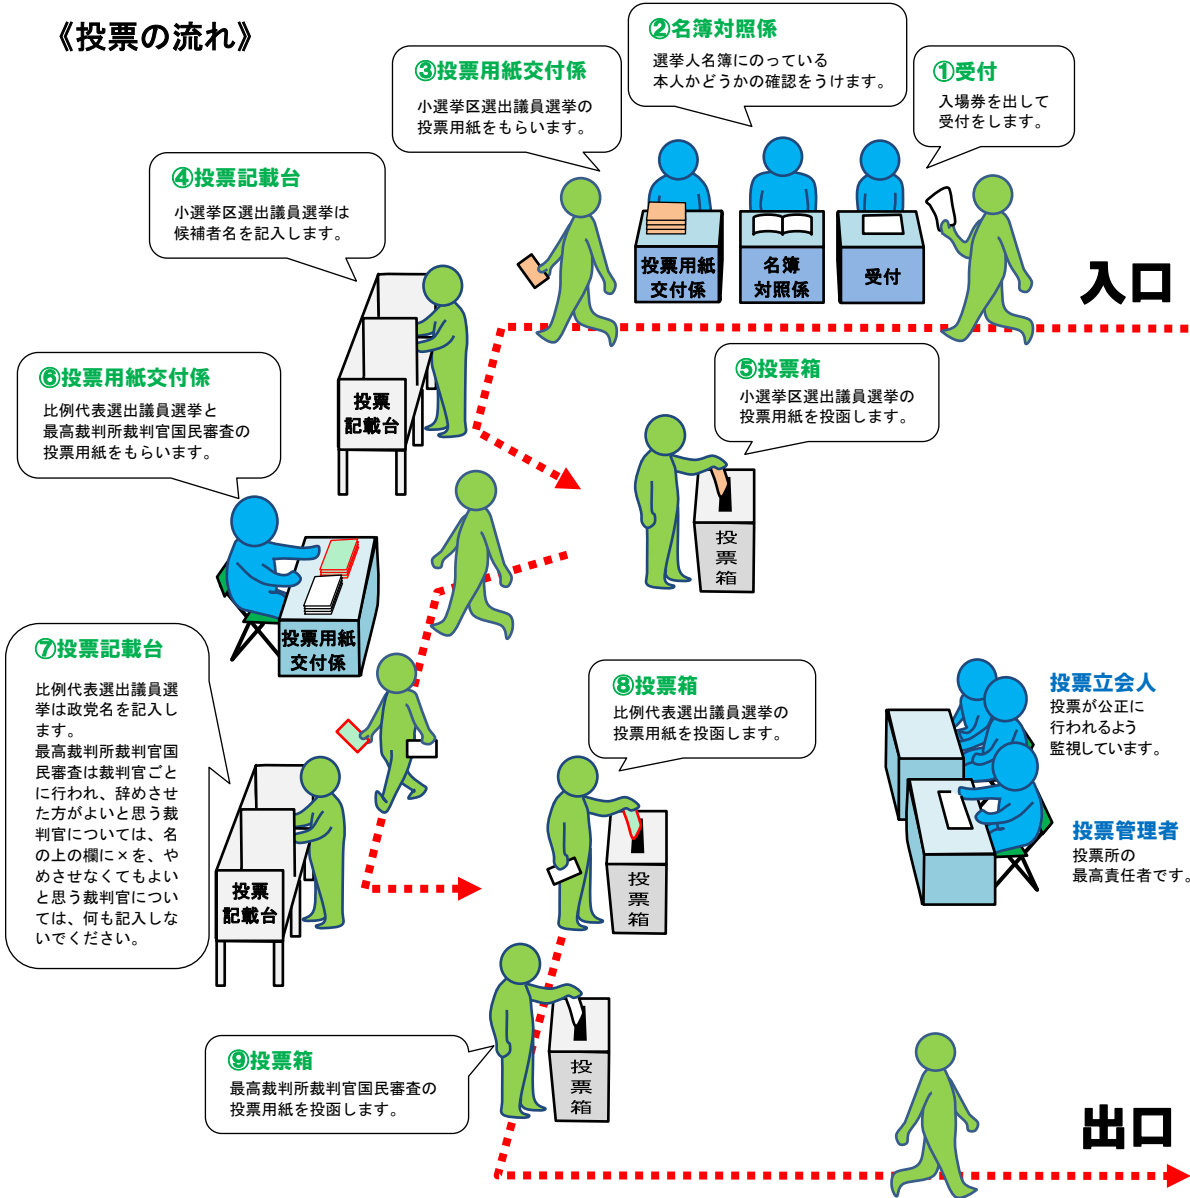 《投票の流れ》
①受付
入場券を出して
受付をします。
②名簿対照係
選挙人名簿にのっている
本人かどうかの確認をうけます。
③投票用紙交付係
小選挙区選出議員選挙の
投票用紙をもらいます。
④投票記載台
小選挙区選出議員選挙は
候補者名を記入します。
投票用紙
交付係
名簿
対照係
受付
入口
投票
記載台
⑤投票箱
小選挙区選出議員選挙の
投票用紙を投函します。
投
票
箱
⑥投票用紙交付係
比例代表選出議員選挙と
最高裁判所裁判官国民審査の
投票用紙をもらいます。
投票用紙
交付係
⑦投票記載台
比例代表選出議員選
挙は政党名を記入し
ます。
最高裁判所裁判官国
民審査は裁判官ごと
に行われ、辞めさせ
た方がよいと思う裁
判官については、名
の上の欄に×を、や
めさせなくてもよい
と思う裁判官につい
ては、何も記入しな
いでください。
投票
記載台
⑧投票箱
比例代表選出議員選挙の
投票用紙を投函します。
投
票
箱
投票立会人
投票が公正に
行われるよう
監視しています。
投票管理者
投票所の
最高責任者です。
⑨投票箱
最高裁判所裁判官国民審査の
投票用紙を投函します。
投
票
箱
出口